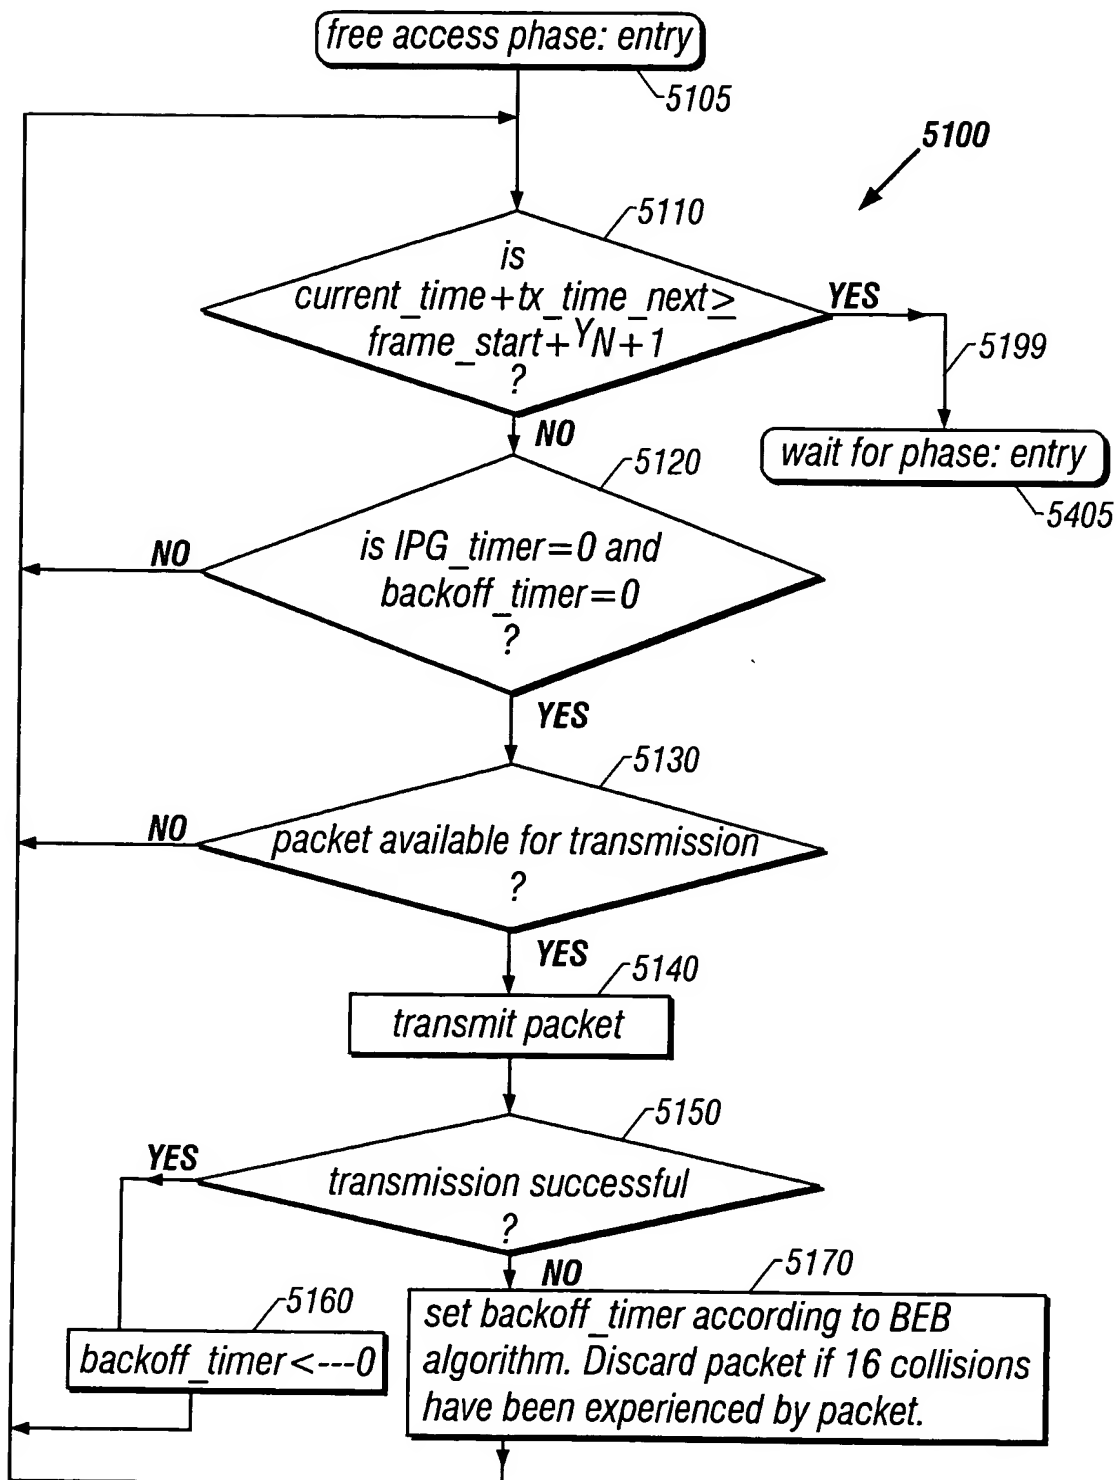 free access phase: entry
5105
5100
5110
is
current_time+tx_time_next≥
frame_start+YN+1
?
YES
5199
NO
wait for phase: entry
5405
5120
is IPG_timer=0 and
backoff_timer=0
?
NO
YES
5130
packet available for transmission
?
NO
YES
5140
transmit packet
5150
transmission successful
?
YES
NO
5160
backoff_timer<---0
5170
set backoff_timer according to BEB
algorithm. Discard packet if 16 collisions
have been experienced by packet.